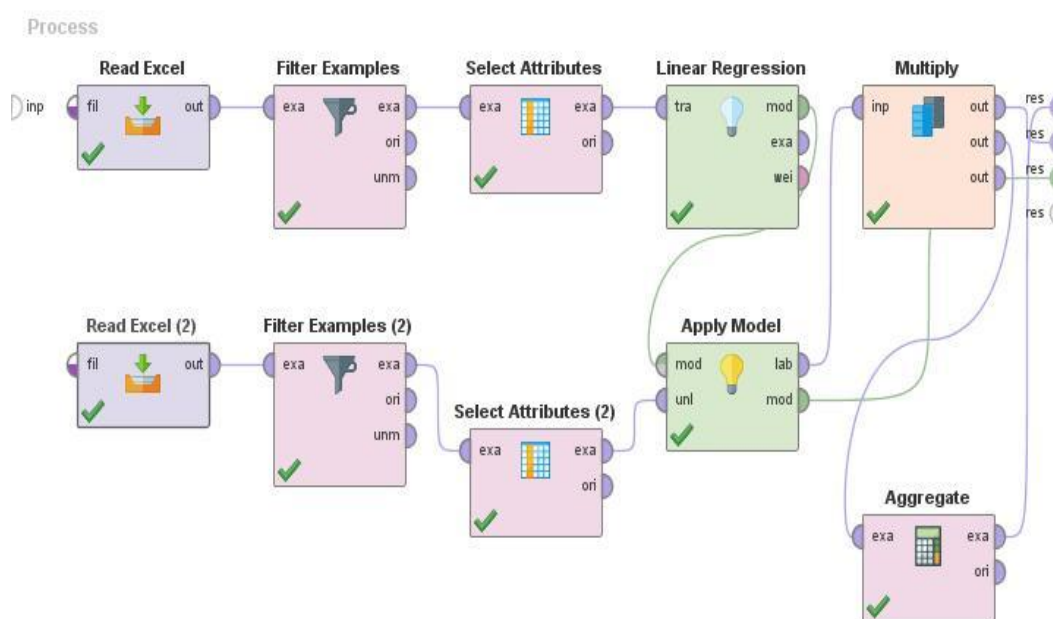 Process
Read Excel
Filter Examples
Select Attributes
Linear Regression
Multiply
inp
fil
out
exa
exa
ori
unm
exa
exa
ori
tra
mod
exa
wei
inp
out
out
out
res
res
res
res
Read Excel (2)
Filter Examples (2)
Select Attributes (2)
Apply Model
fil
out
exa
exa
ori
unm
exa
exa
ori
mod
unl
lab
mod
Aggregate
exa
exa
ori